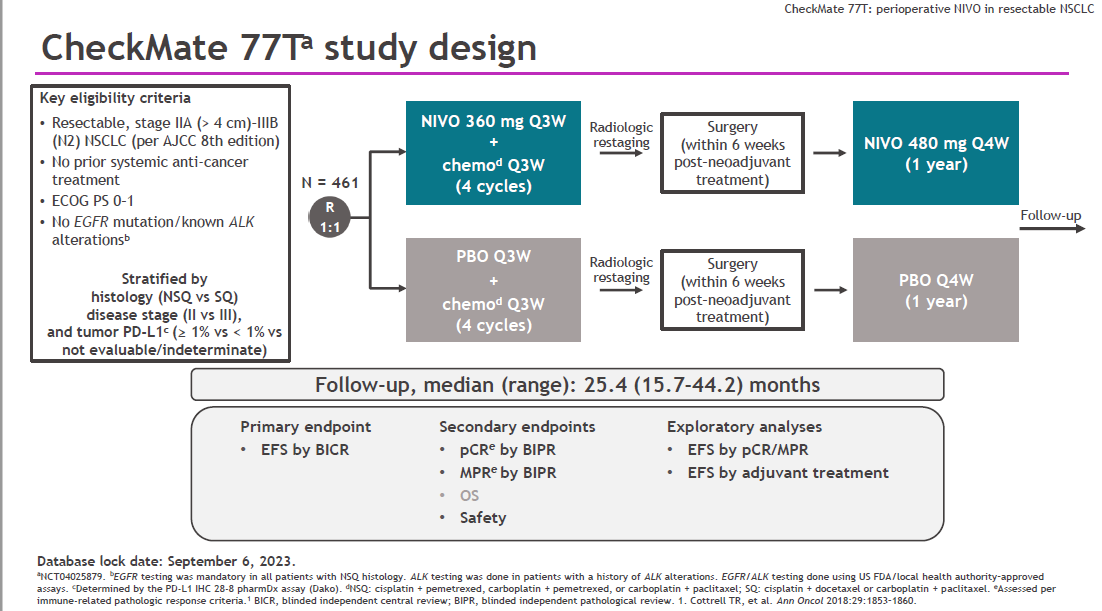 CheckMate 77T: perioperative NIVO in resectable NSCLC
CheckMate 77Tᵃ study design
Key eligibility criteria
• Resectable, stage IIA (> 4 cm)–IIIB
(N2) NSCLC (per AJCC 8th edition)
• No prior systemic anti-cancer
treatment
• ECOG PS 0–1
• No EGFR mutation/known ALK
alterationsᵇ
Stratified by
histology (NSQ vs SQ)
disease stage (II vs III),
and tumor PD-L1ᶜ (≥ 1% vs < 1% vs
not evaluable/indeterminate)
N = 461
R
1:1
NIVO 360 mg Q3W
+
chemoᵈ Q3W
(4 cycles)
Radiologic
restaging
Surgery
(within 6 weeks
post-neoadjuvant
treatment)
NIVO 480 mg Q4W
(1 year)
Follow-up
PBO Q3W
+
chemoᵈ Q3W
(4 cycles)
Radiologic
restaging
Surgery
(within 6 weeks
post-neoadjuvant
treatment)
PBO Q4W
(1 year)
Follow-up, median (range): 25.4 (15.7–44.2) months
Primary endpoint
• EFS by BICR
Secondary endpoints
• pCRᵉ by BIPR
• MPRᵉ by BIPR
• OS
• Safety
Exploratory analyses
• EFS by pCR/MPR
• EFS by adjuvant treatment
Database lock date: September 6, 2023.
ᵃNCT04025879. ᵇEGFR testing was mandatory in all patients with NSQ histology. ALK testing was done in patients with a history of ALK alterations. EGFR/ALK testing done using US FDA/local health authority-approved
assays. ᶜDetermined by the PD-L1 IHC 28-8 pharmDx assay (Dako). ᵈNSQ: cisplatin + pemetrexed, carboplatin + pemetrexed, or carboplatin + paclitaxel; SQ: cisplatin + docetaxel or carboplatin + paclitaxel. ᵉAssessed per
immune-related pathologic response criteria.¹ BICR, blinded independent central review; BIPR, blinded independent pathological review. 1. Cottrell TR, et al. Ann Oncol 2018;29:1853–1860.